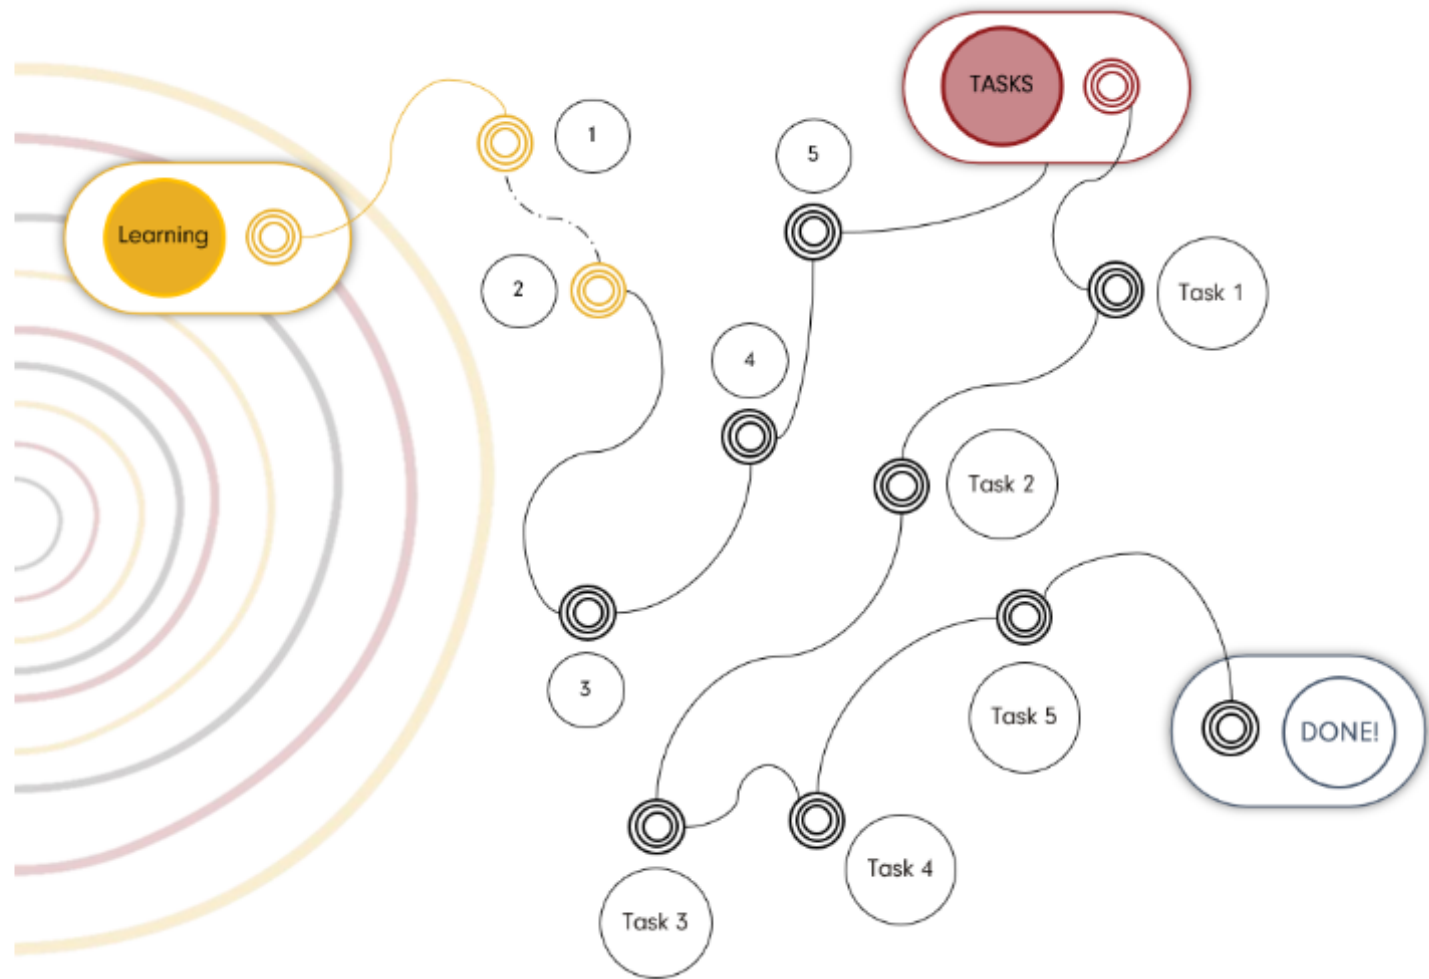 Learning
1
2
3
4
5
TASKS
Task 1
Task 2
Task 3
Task 4
Task 5
DONE!